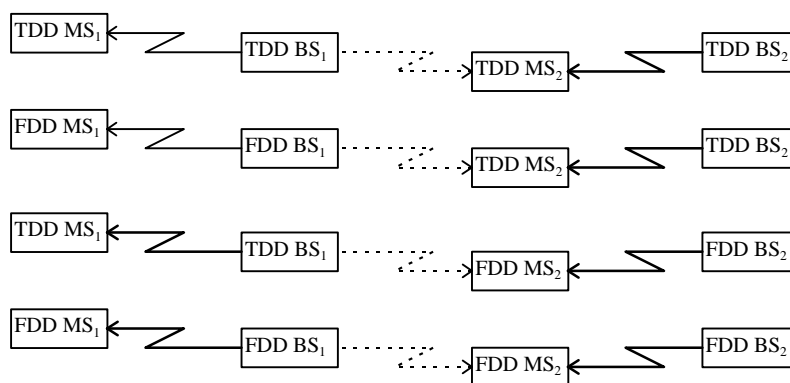 TDD MS₁ TDD BS₁ TDD MS₂ TDD BS₂
FDD MS₁ FDD BS₁ TDD MS₂ TDD BS₂
TDD MS₁ TDD BS₁ FDD MS₂ FDD BS₂
FDD MS₁ FDD BS₁ FDD MS₂ FDD BS₂